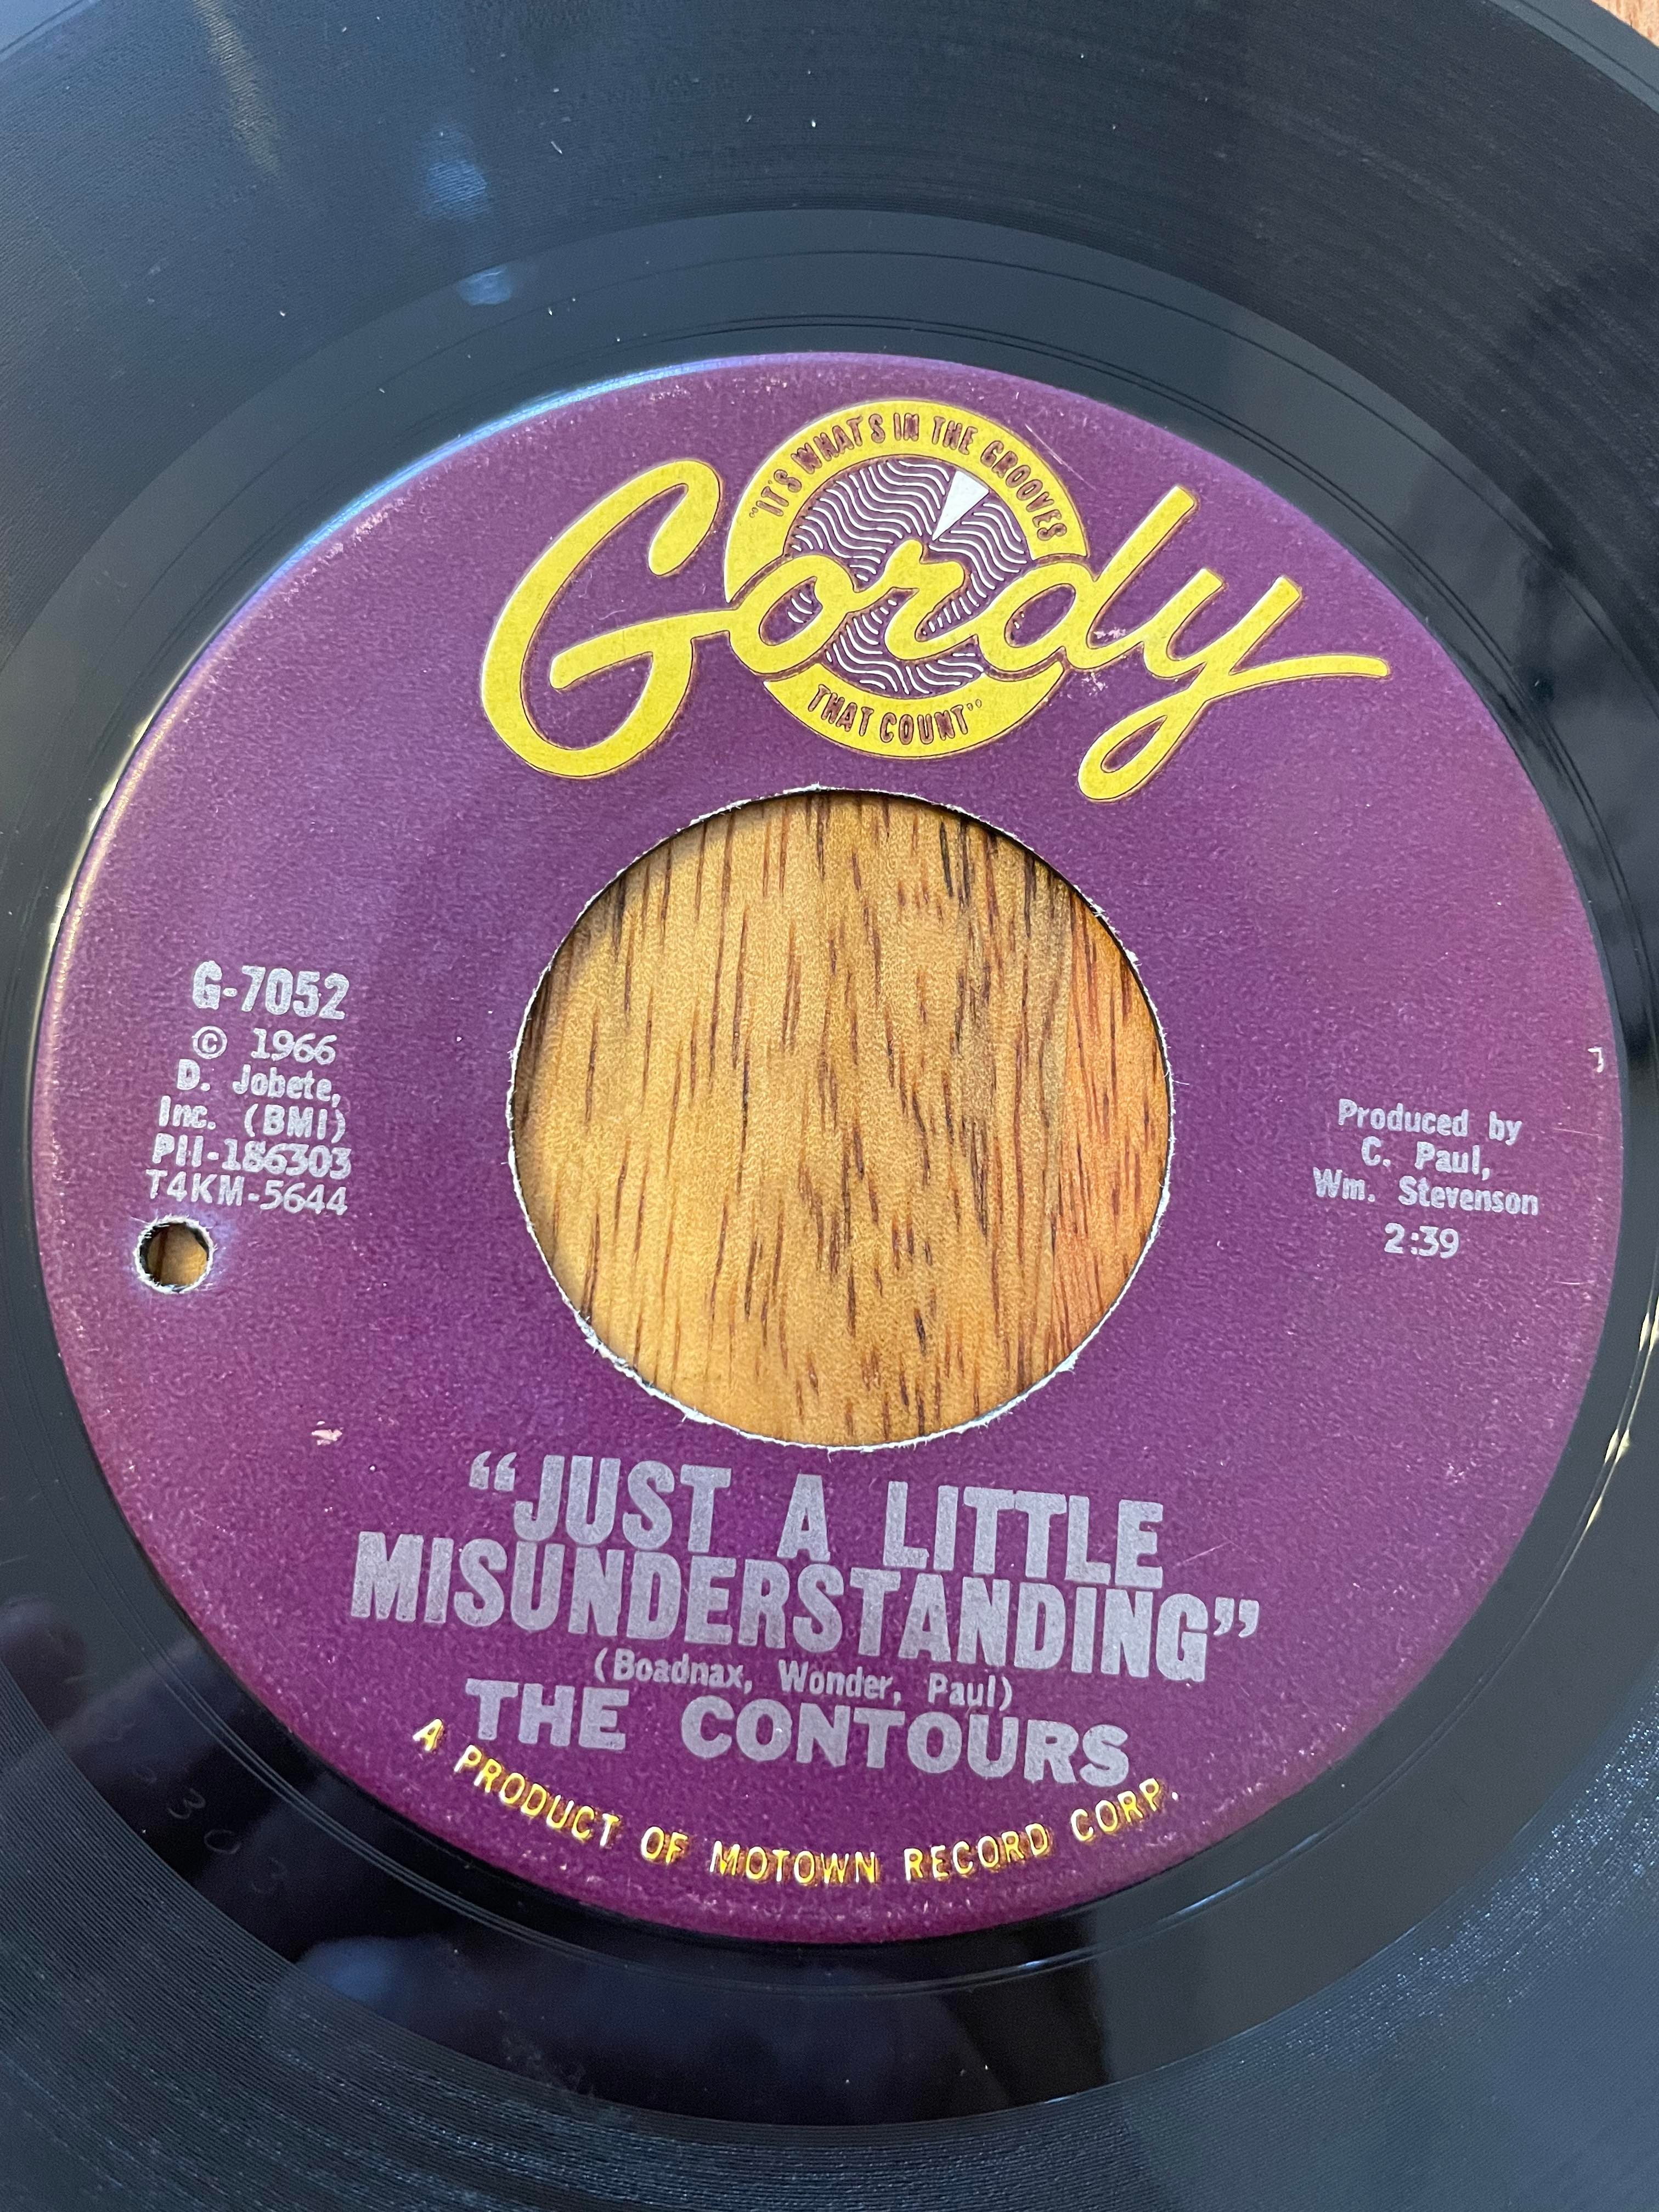 "IT'S WHAT'S IN THE GROOVES
THAT COUNT"
Gordy
G-7052
© 1966
D. Jobete,
Inc. (BMI)
PH-186303
T4KM-5644
Produced by
C. Paul,
Wm. Stevenson
2:39
"JUST A LITTLE
MISUNDERSTANDING"
(Boadnax, Wonder, Paul)
THE CONTOURS
A PRODUCT OF MOTOWN RECORD CORP.